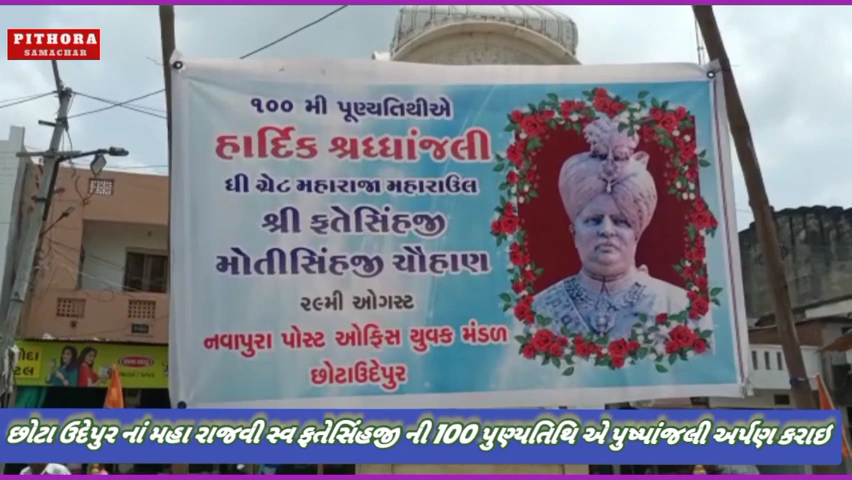 PITHORA
SAMACHAR
૧૦૦ મી પૂણ્યતિથીએ
હાર્દિક શ્રધ્ધાંજલી
ધી ગ્રેટ મહારાજા મહારાઉલ
શ્રી ફતેસિંહજી
મોતીસિંહજી ચૌહાણ
૨૯મી ઓગસ્ટ
નવાપુરા પોસ્ટ ઓફિસ યુવક મંડળ
છોટાઉદેપુર
છોટા ઉદેપુર નાં મહા રાજવી સ્વ ફતેસિંહજી ની 100 પુણ્યતિથિ એ પુષ્પાંજલી અર્પણ કરાઇ